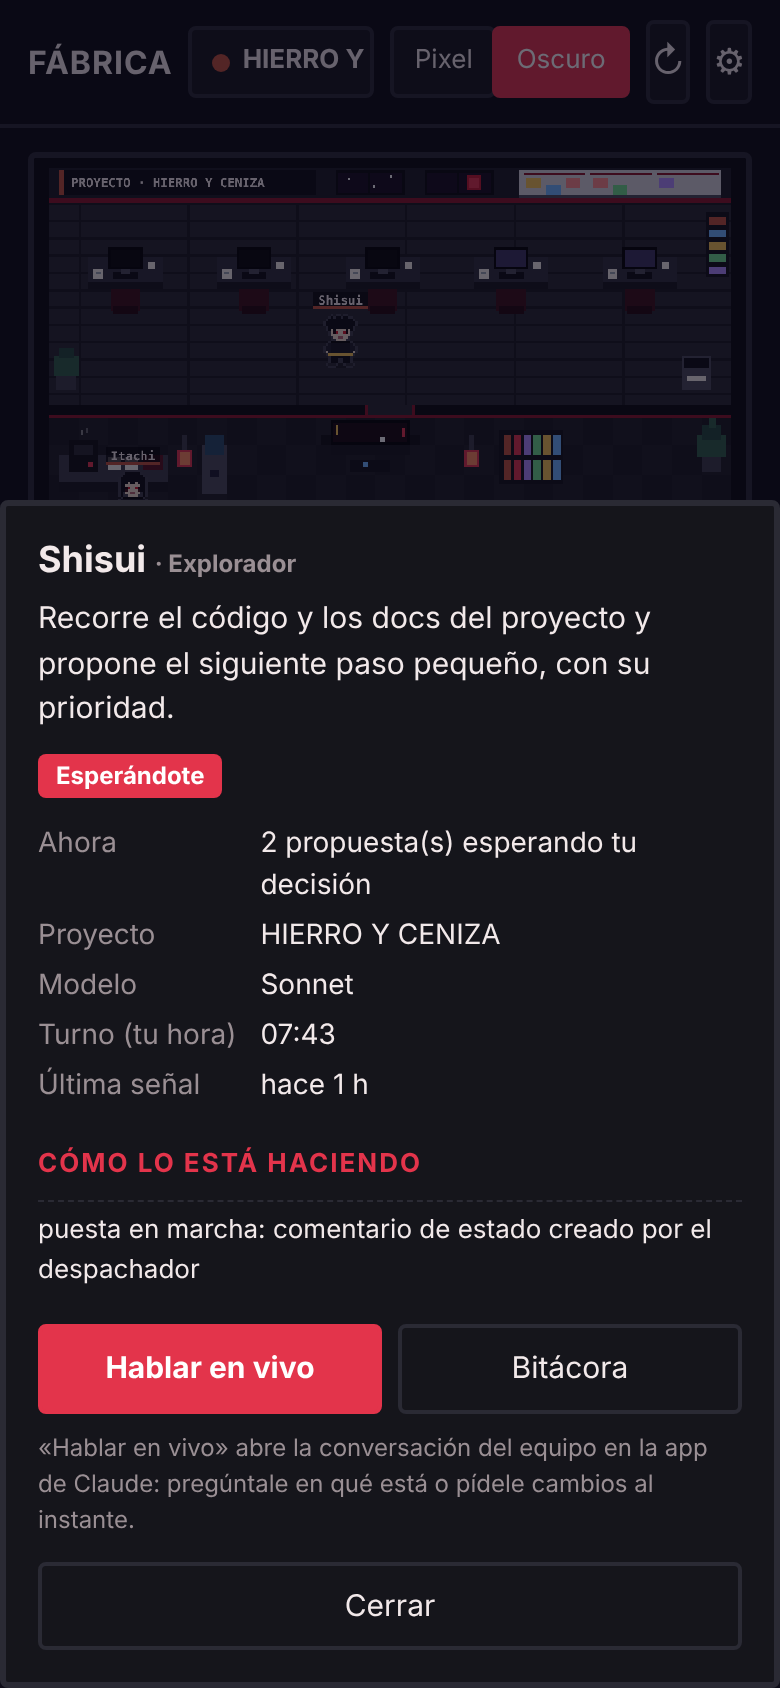 FÁBRICA
HIERRO Y
Pixel
Oscuro
PROYECTO · HIERRO Y CENIZA
Shisui
Itachi
Shisui · Explorador
Recorre el código y los docs del proyecto y
propone el siguiente paso pequeño, con su
prioridad.
Esperándote
Ahora 2 propuesta(s) esperando tu
decisión
Proyecto HIERRO Y CENIZA
Modelo Sonnet
Turno (tu hora) 07:43
Última señal hace 1 h
CÓMO LO ESTÁ HACIENDO
puesta en marcha: comentario de estado creado por el
despachador
Hablar en vivo
Bitácora
«Hablar en vivo» abre la conversación del equipo en la app
de Claude: pregúntale en qué está o pídele cambios al
instante.
Cerrar